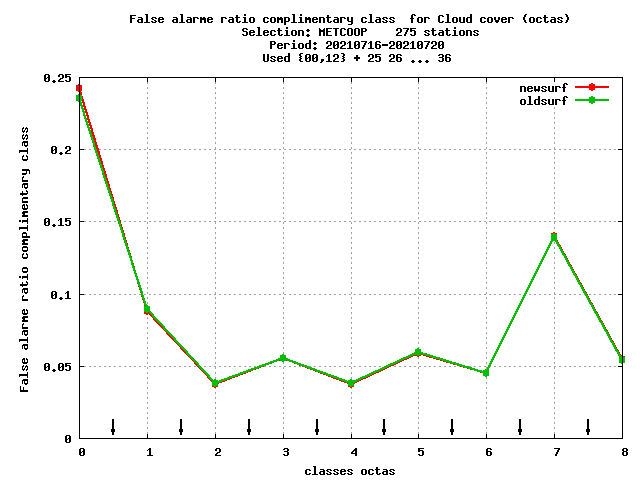 False alarme ratio complimentary class  for Cloud cover (octas)
Selection: METCOOP    275 stations
Period: 20210716-20210720
Used {00,12} + 25 26 ... 36
newsurf
oldsurf
False alarme ratio complimentary class
0.25
0.2
0.15
0.1
0.05
0
0 1 2 3 4 5 6 7 8
classes octas